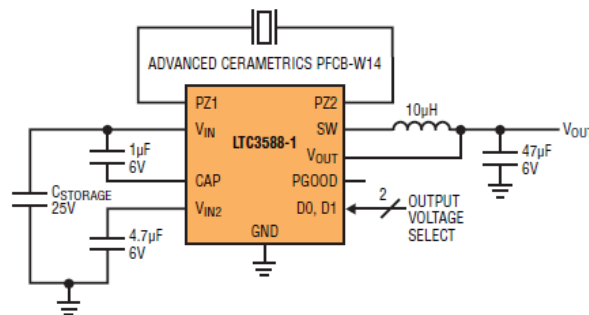 ADVANCED CERAMETRICS PFCB-W14
PZ1
PZ2
VIN
LTC3588-1
SW
10µH
VOUT
VOUT
1µF
6V
47µF
6V
CAP
PGOOD
CSTORAGE
25V
VIN2
D0, D1
2
OUTPUT
VOLTAGE
SELECT
4.7µF
6V
GND